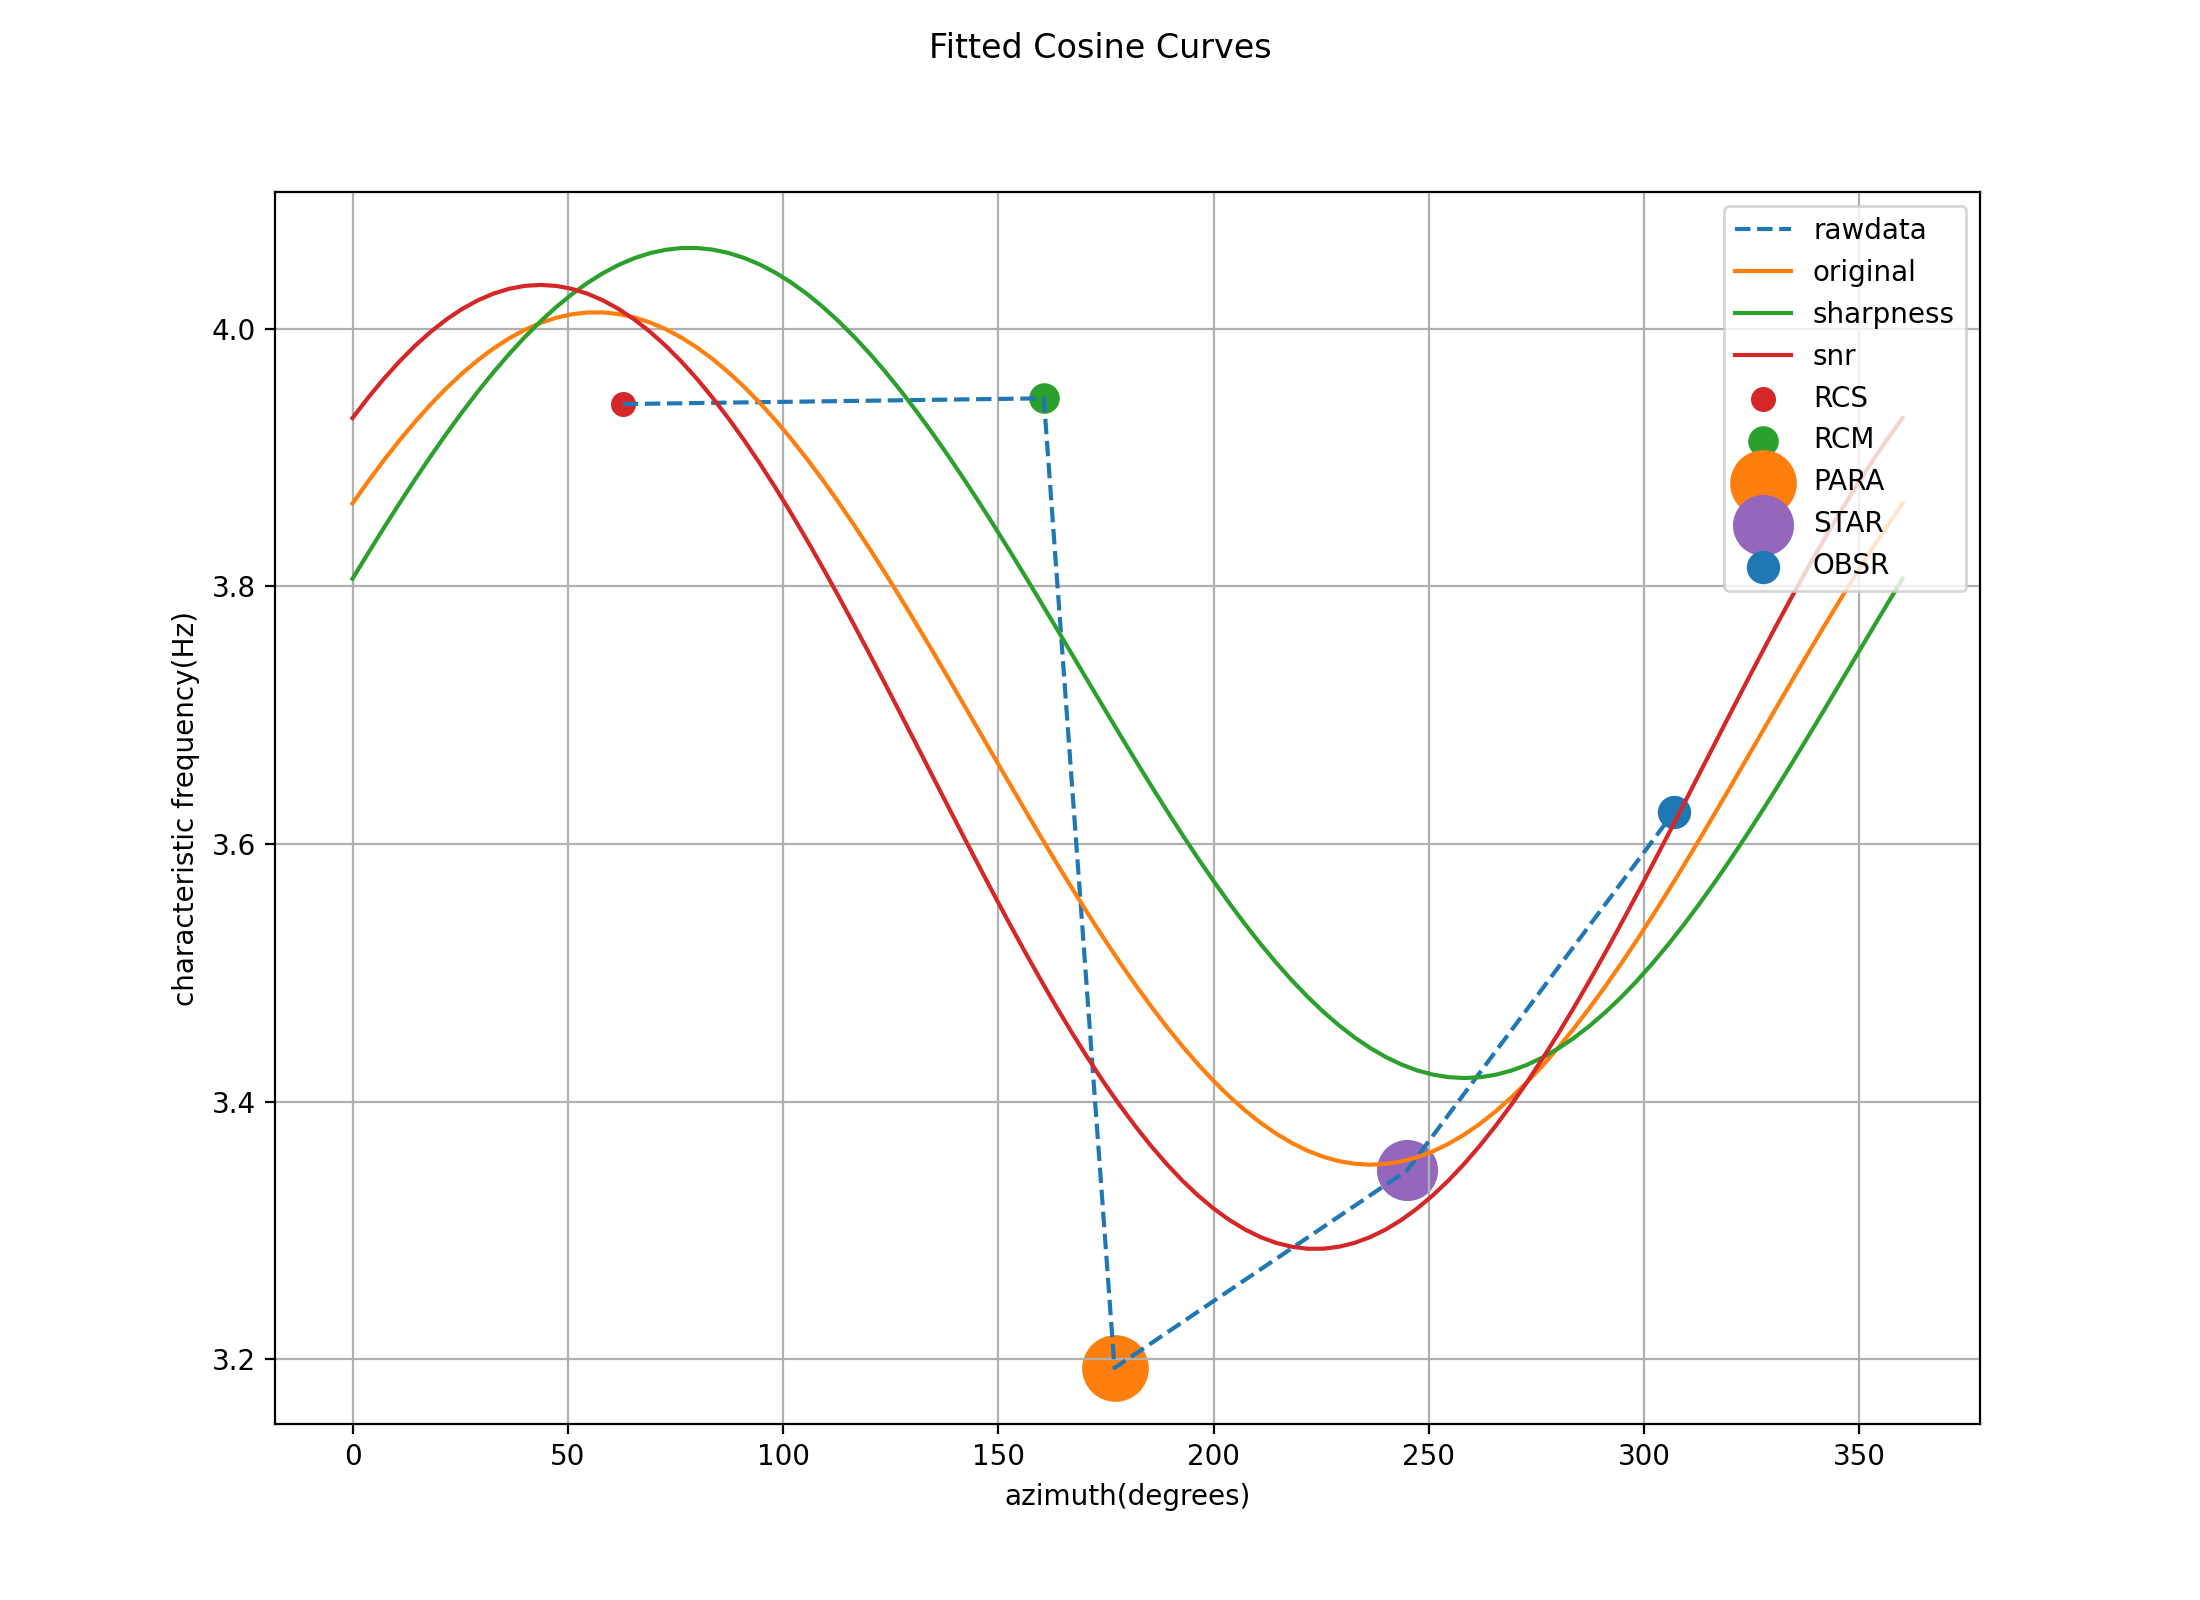 Fitted Cosine Curves
rawdata
original
sharpness
snr
RCS
RCM
PARA
STAR
OBSR
characteristic frequency(Hz)
4.0
3.8
3.6
3.4
3.2
0 50 100 150 200 250 300 350
azimuth(degrees)